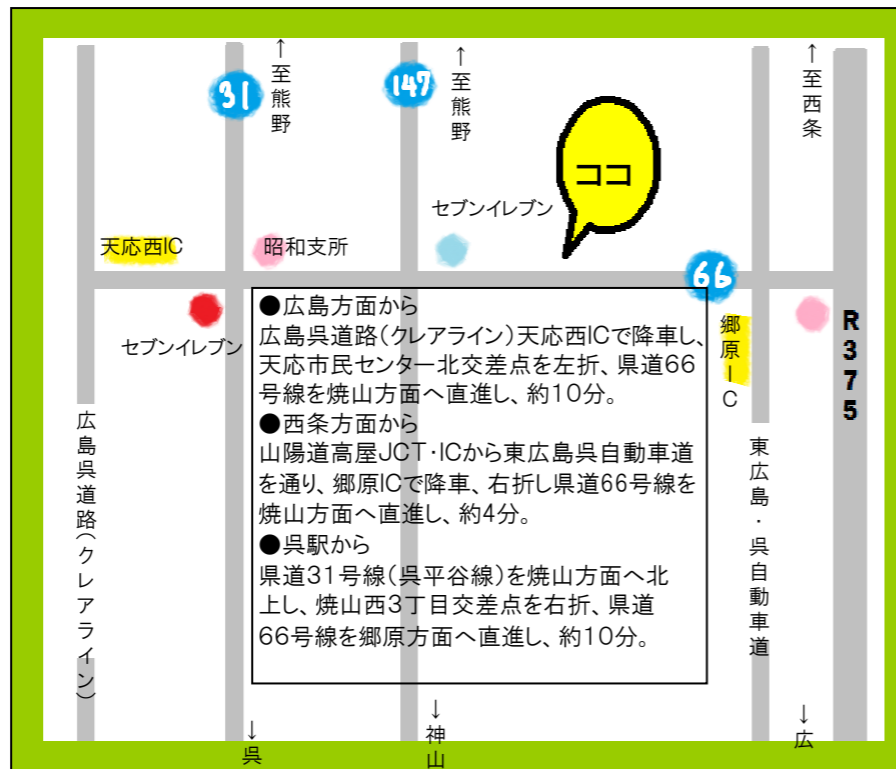 ↑至熊野
↑至熊野
↑至西条
31
147
ココ
セブンイレブン
天応西IC
昭和支所
66
セブンイレブン
郷原IC
R375
●広島方面から
広島呉道路(クレアライン)天応西ICで降車し、
天応市民センター北交差点を左折、県道66
号線を焼山方面へ直進し、約10分。
●西条方面から
山陽道高屋JCT・ICから東広島呉自動車道
を通り、郷原ICで降車、右折し県道66号線を
焼山方面へ直進し、約4分。
●呉駅から
県道31号線(呉平谷線)を焼山方面へ北
上し、焼山西3丁目交差点を右折、県道
66号線を郷原方面へ直進し、約10分。
広島呉道路(クレアライン)
東広島・呉自動車道
↓呉
↓神山
↓広